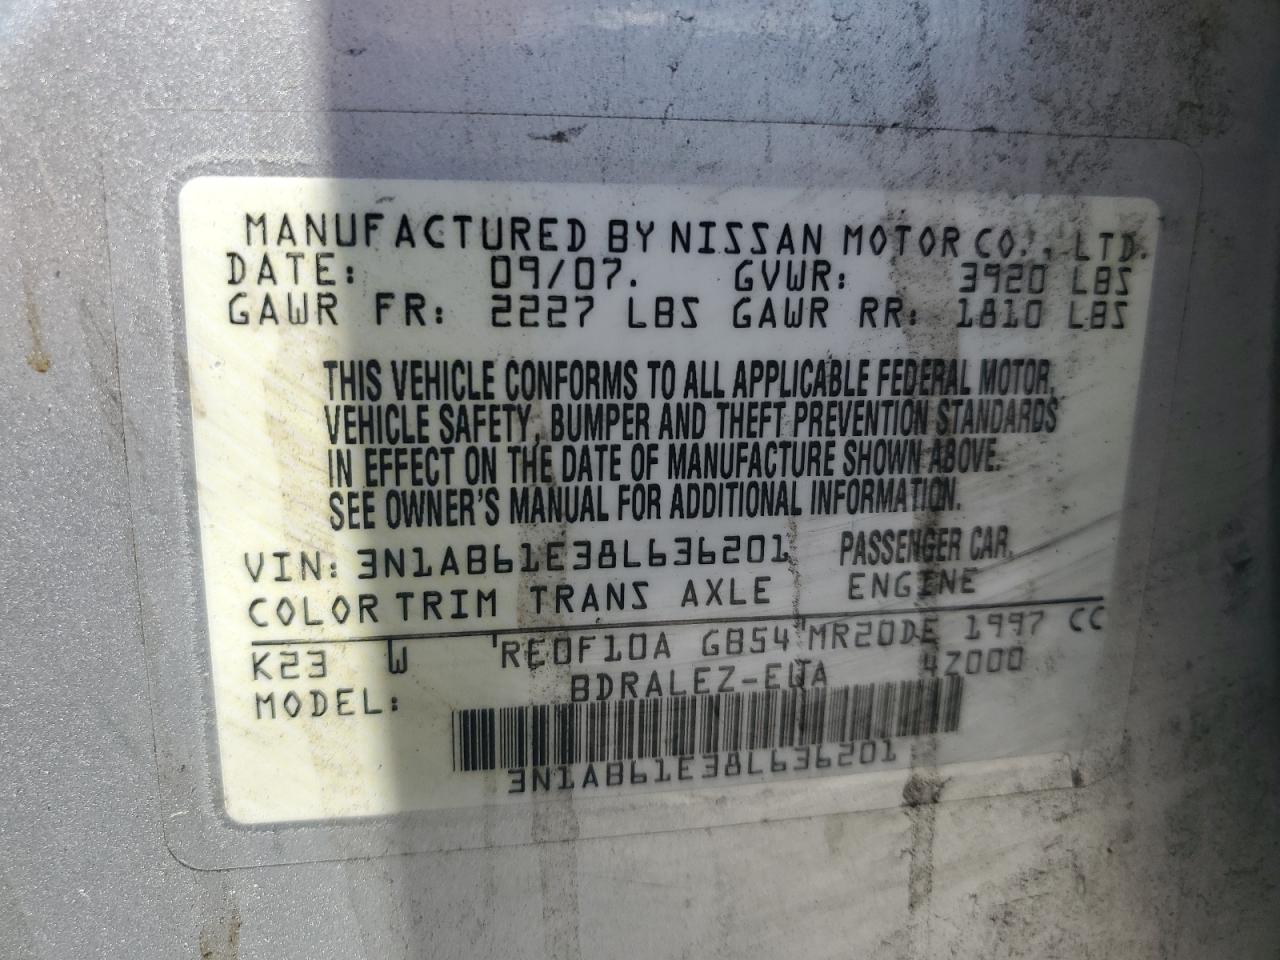 MANUFACTURED BY NISSAN MOTOR CO., LTD.
DATE: 09/07. GVWR: 3920 LBS
GAWR FR: 2227 LBS GAWR RR: 1810 LBS
THIS VEHICLE CONFORMS TO ALL APPLICABLE FEDERAL MOTOR
VEHICLE SAFETY, BUMPER AND THEFT PREVENTION STANDARDS
IN EFFECT ON THE DATE OF MANUFACTURE SHOWN ABOVE.
SEE OWNER'S MANUAL FOR ADDITIONAL INFORMATION.
VIN: 3N1AB61E38L636201 PASSENGER CAR
COLOR TRIM TRANS AXLE ENGINE
K23 W RE0F10A GB54 MR20DE 1997 CC
MODEL: BDRALEZ-EUA 4Z000
3N1AB61E38L636201